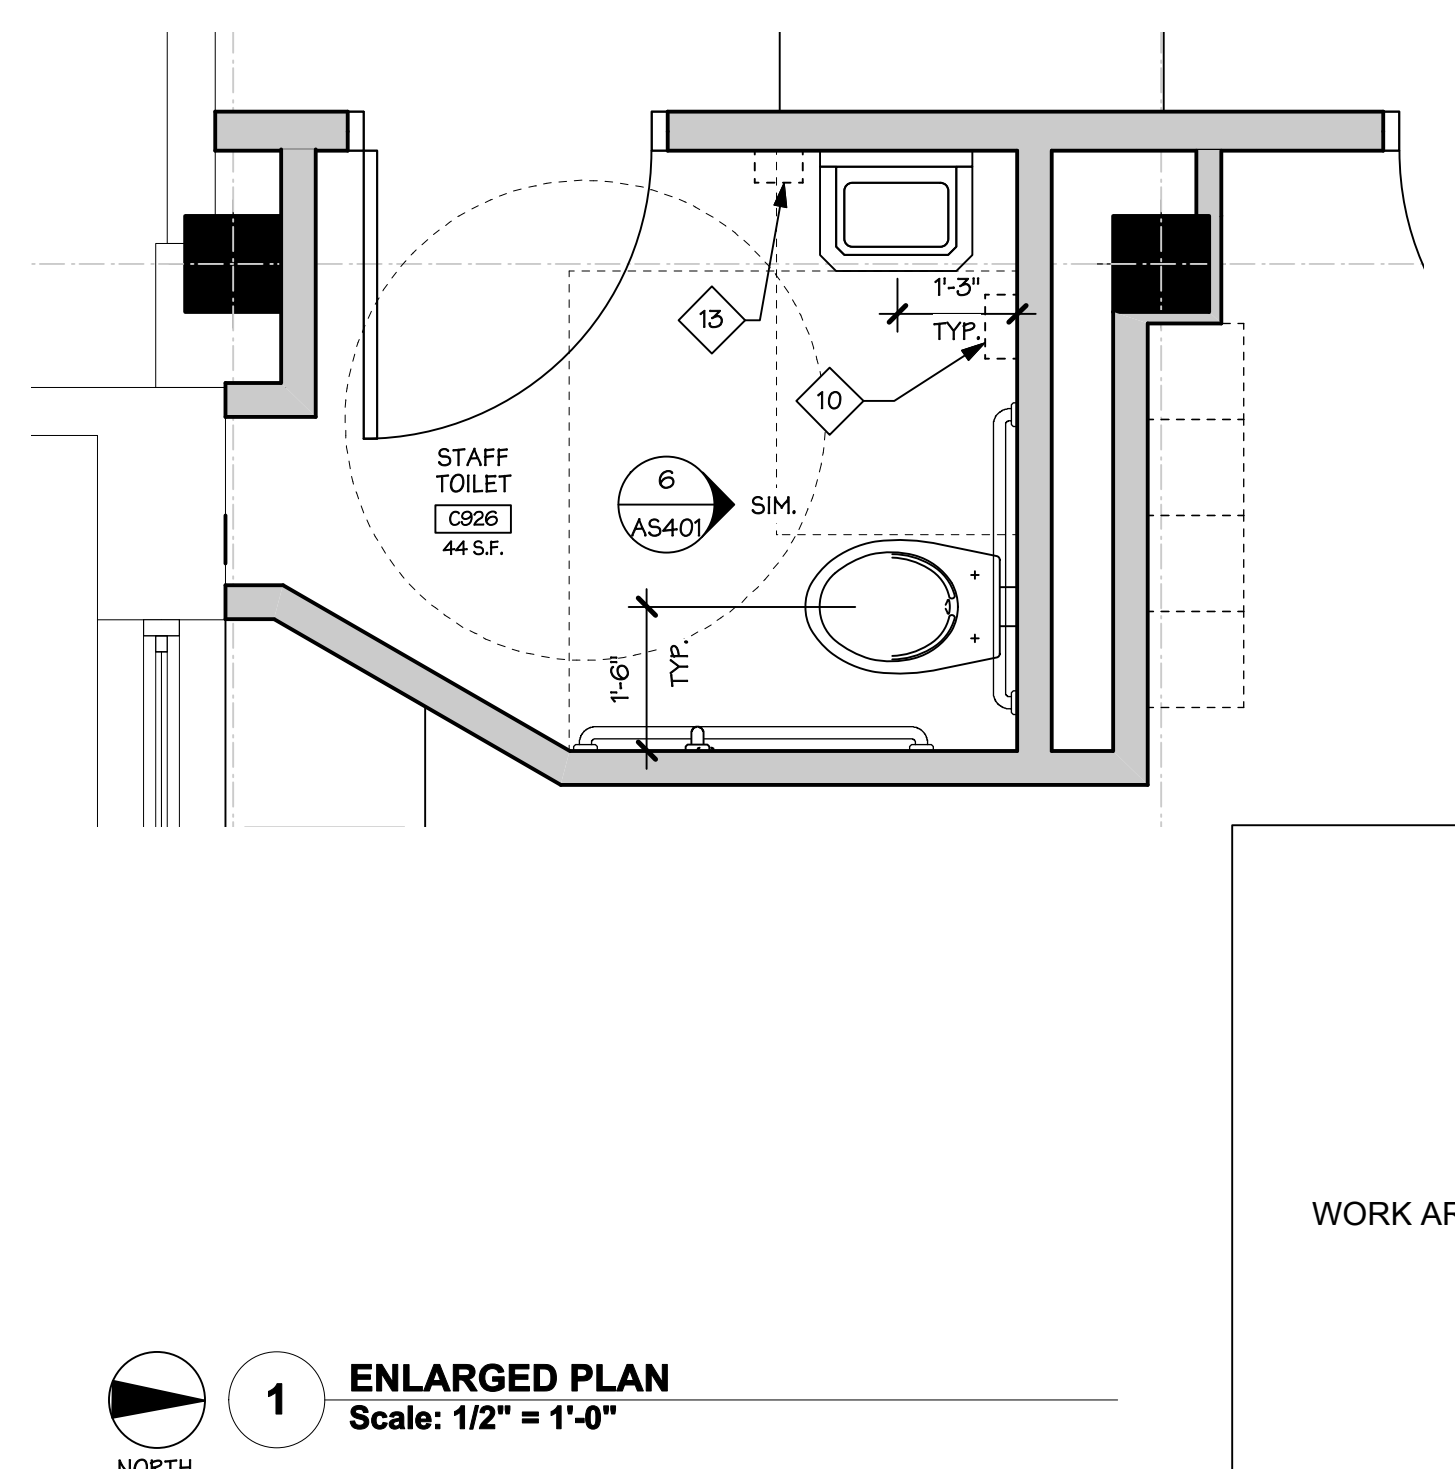 1'-3"
TYP.
13
10
STAFF
TOILET
C926
44 S.F.
6
AS401
SIM.
1'-6"
TYP.
WORK AR
1
ENLARGED PLAN
Scale: 1/2" = 1'-0"
NORTH